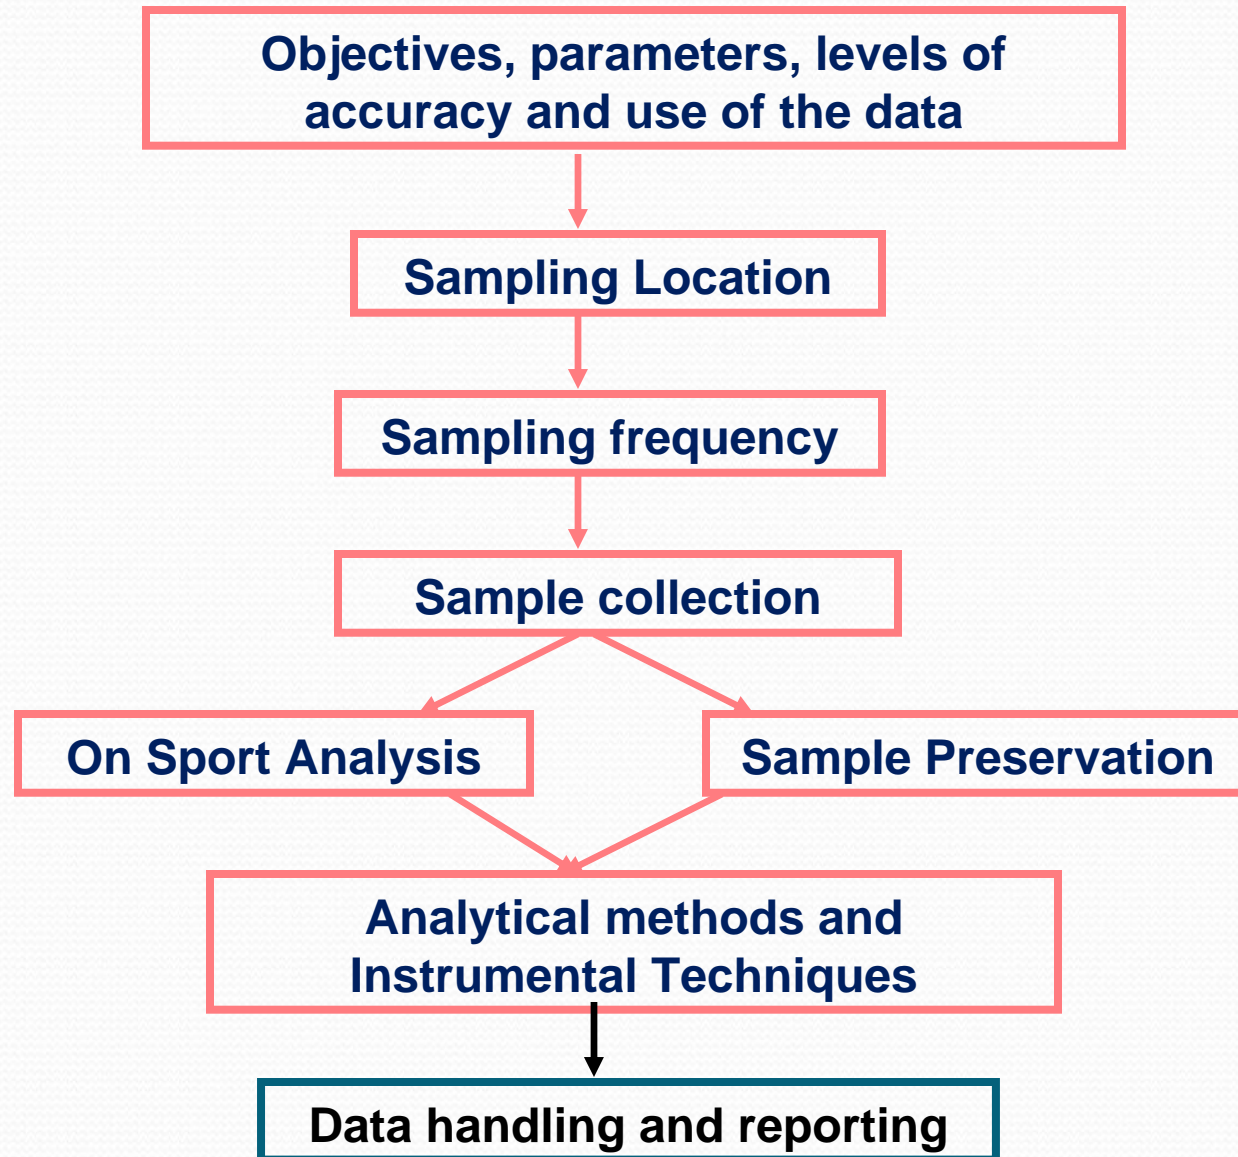 Objectives, parameters, levels of
accuracy and use of the data
Sampling Location
Sampling frequency
Sample collection
On Sport Analysis
Sample Preservation
Analytical methods and
Instrumental Techniques
Data handling and reporting